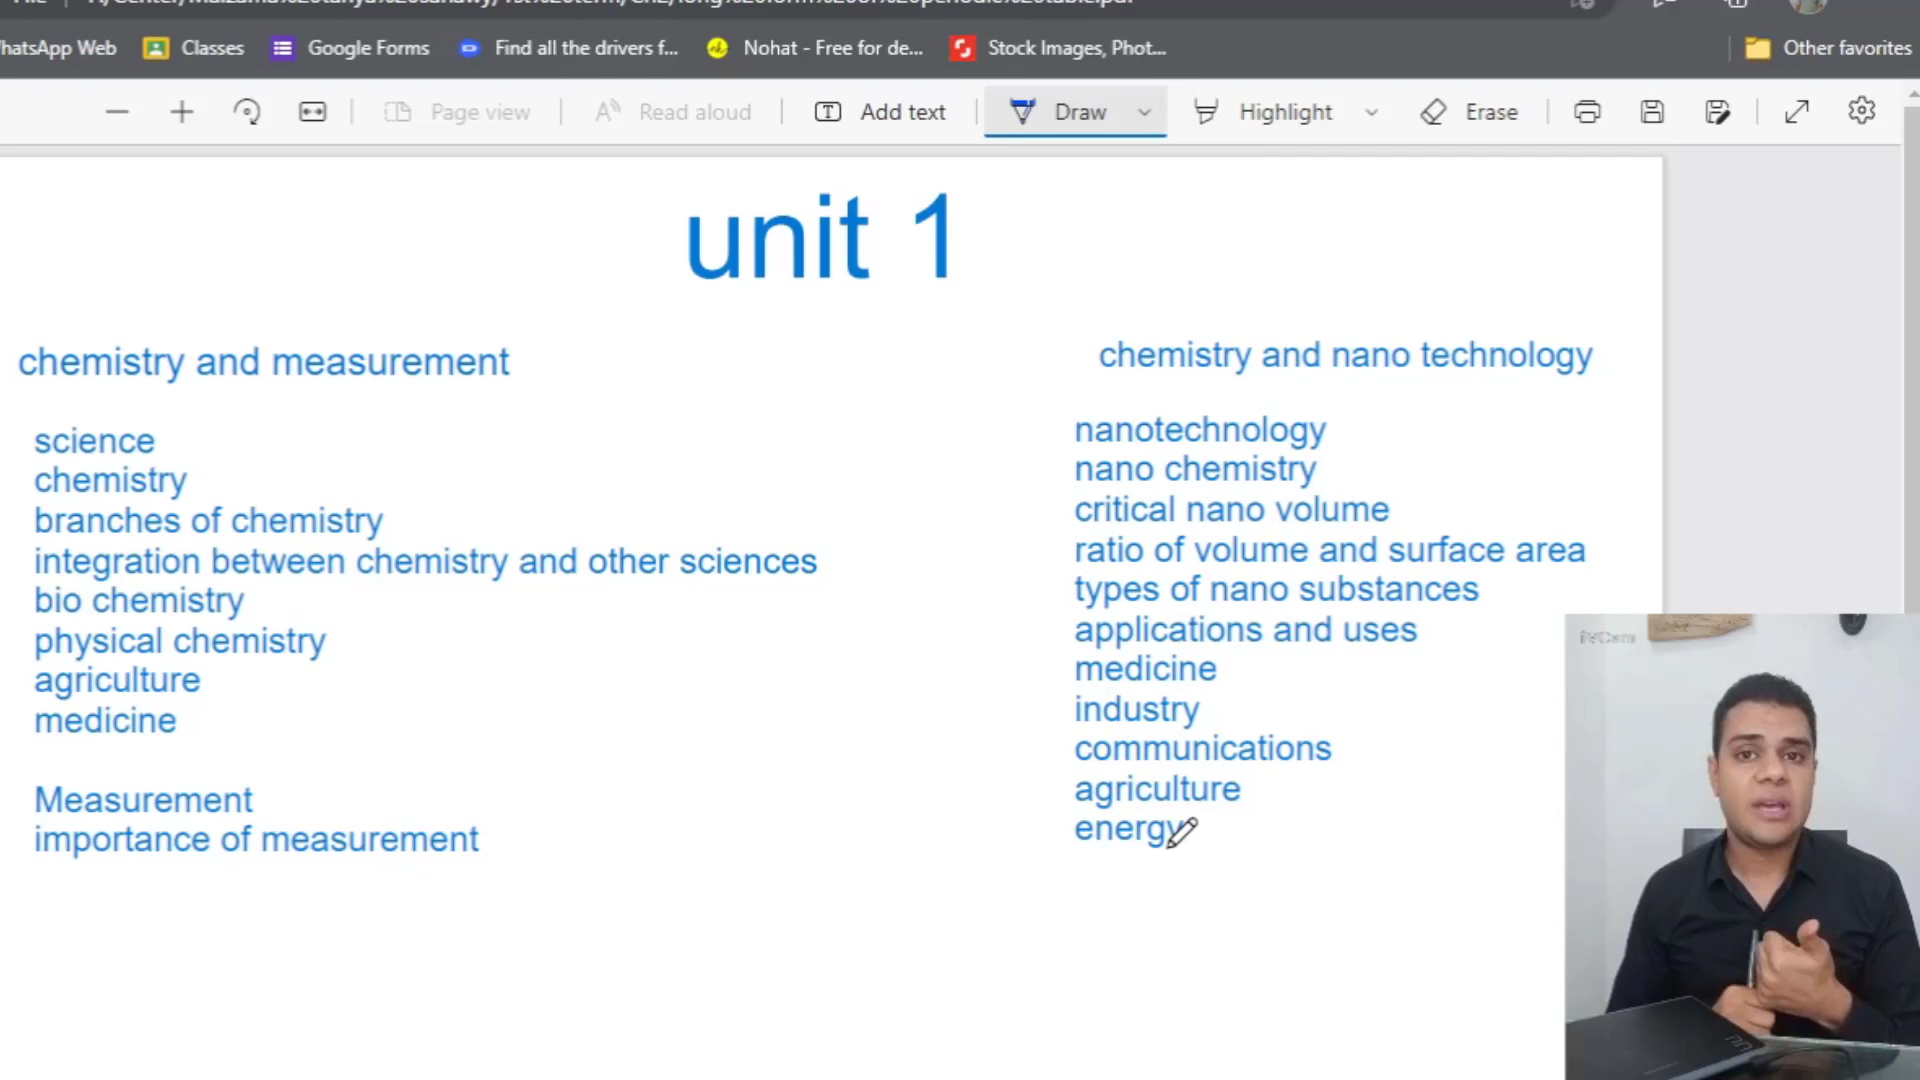 WhatsApp Web
Classes
Google Forms
Find all the drivers f...
Nohat - Free for de...
Stock Images, Phot...
Other favorites
Page view
Read aloud
Add text
Draw
Highlight
Erase
unit 1
chemistry and measurement
science
chemistry
branches of chemistry
integration between chemistry and other sciences
bio chemistry
physical chemistry
agriculture
medicine
Measurement
importance of measurement
chemistry and nano technology
nanotechnology
nano chemistry
critical nano volume
ratio of volume and surface area
types of nano substances
applications and uses
medicine
industry
communications
agriculture
energy
iVCam